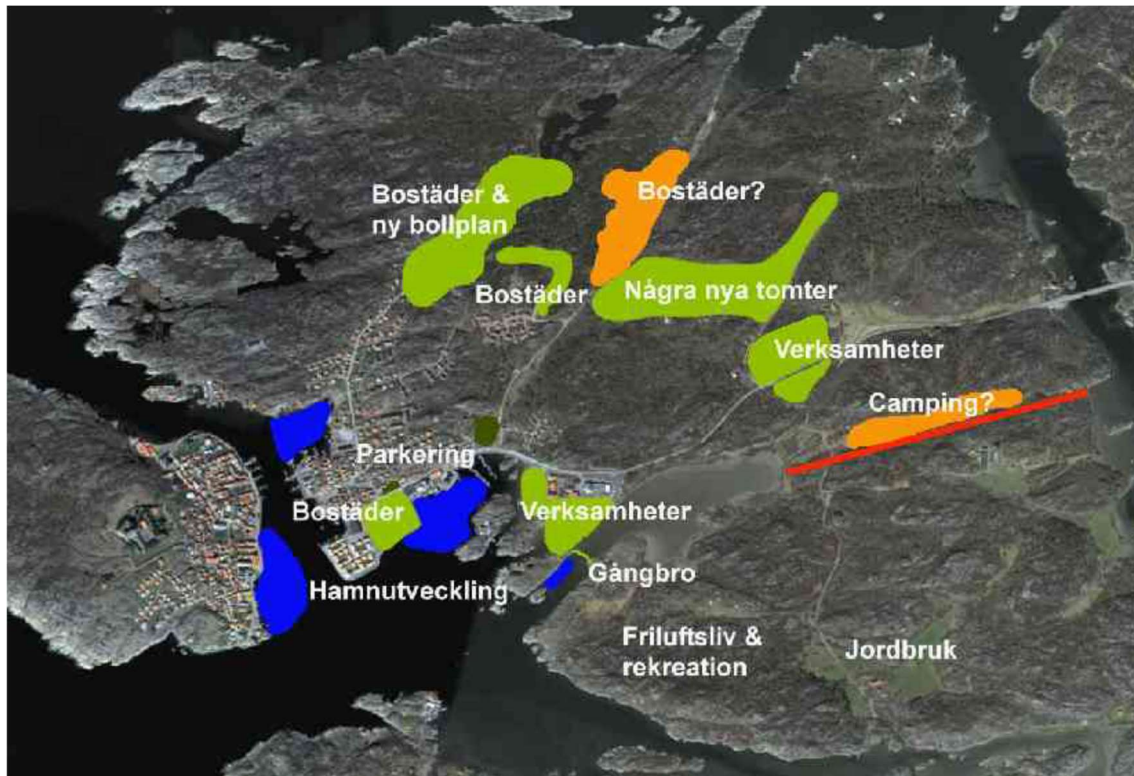 Bostäder &
ny bollplan
Bostäder?
Bostäder
Några nya tomter
Verksamheter
Camping?
Parkering
Bostäder
Verksamheter
Hamnutveckling
Gångbro
Friluftsliv &
rekreation
Jordbruk